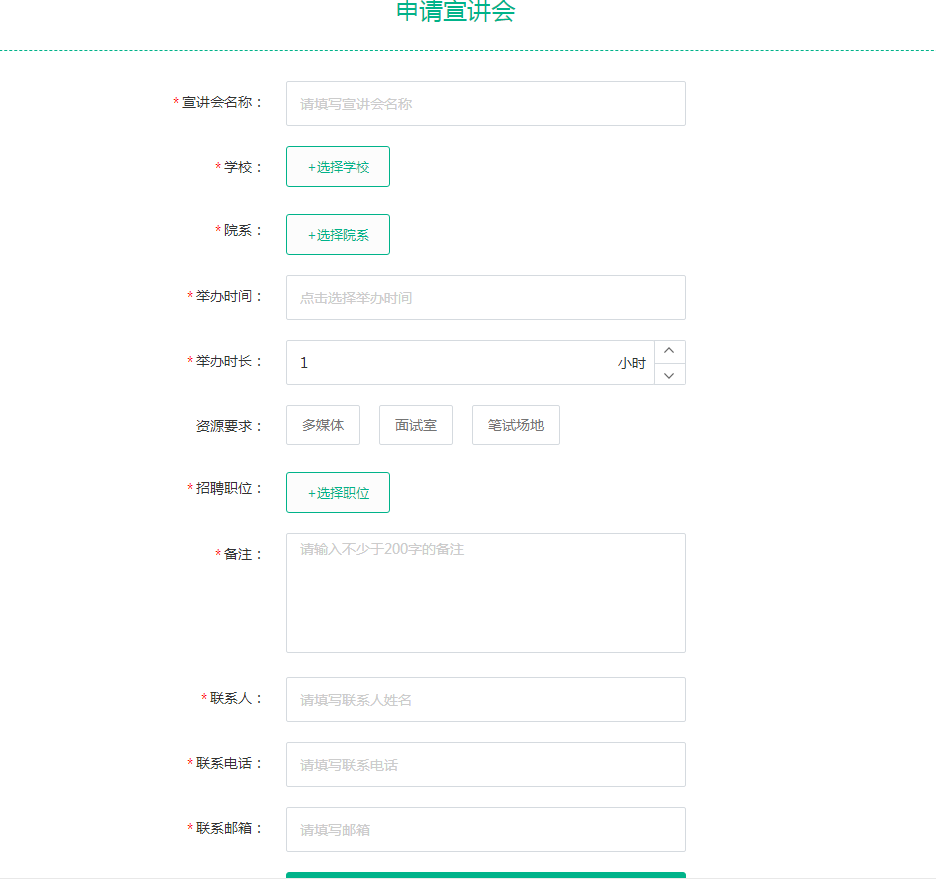 申请宣讲会
*宣讲会名称： 请填写宣讲会名称
*学校： +选择学校
*院系： +选择院系
*举办时间： 点击选择举办时间
*举办时长： 1 小时
资源要求： 多媒体 面试室 笔试场地
*招聘职位： +选择职位
*备注： 请输入不少于200字的备注
*联系人： 请填写联系人姓名
*联系电话： 请填写联系电话
*联系邮箱： 请填写邮箱